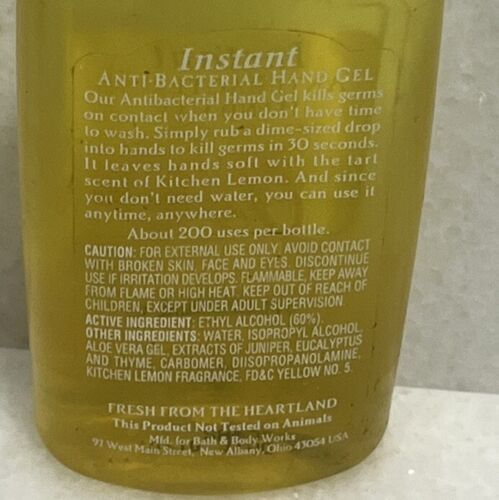 Instant
ANTI-BACTERIAL HAND GEL
Our Antibacterial Hand Gel kills germs
on contact when you don't have time
to wash. Simply rub a dime-sized drop
into hands to kill germs in 30 seconds.
It leaves hands soft with the tart
scent of Kitchen Lemon. And since
you don't need water, you can use it
anytime, anywhere.
About 200 uses per bottle.
CAUTION: FOR EXTERNAL USE ONLY. AVOID CONTACT
WITH BROKEN SKIN, FACE AND EYES. DISCONTINUE
USE IF IRRITATION DEVELOPS. FLAMMABLE, KEEP AWAY
FROM FLAME OR HIGH HEAT. KEEP OUT OF REACH OF
CHILDREN, EXCEPT UNDER ADULT SUPERVISION.
ACTIVE INGREDIENT: ETHYL ALCOHOL (60%).
OTHER INGREDIENTS: WATER, ISOPROPYL ALCOHOL,
ALOE VERA GEL, EXTRACTS OF JUNIPER, EUCALYPTUS
AND THYME, CARBOMER, DIISOPROPANOLAMINE,
KITCHEN LEMON FRAGRANCE, FD&C YELLOW NO. 5.
FRESH FROM THE HEARTLAND
This Product Not Tested on Animals
Mfd. for Bath & Body Works
97 West Main Street, New Albany, Ohio 43054 USA